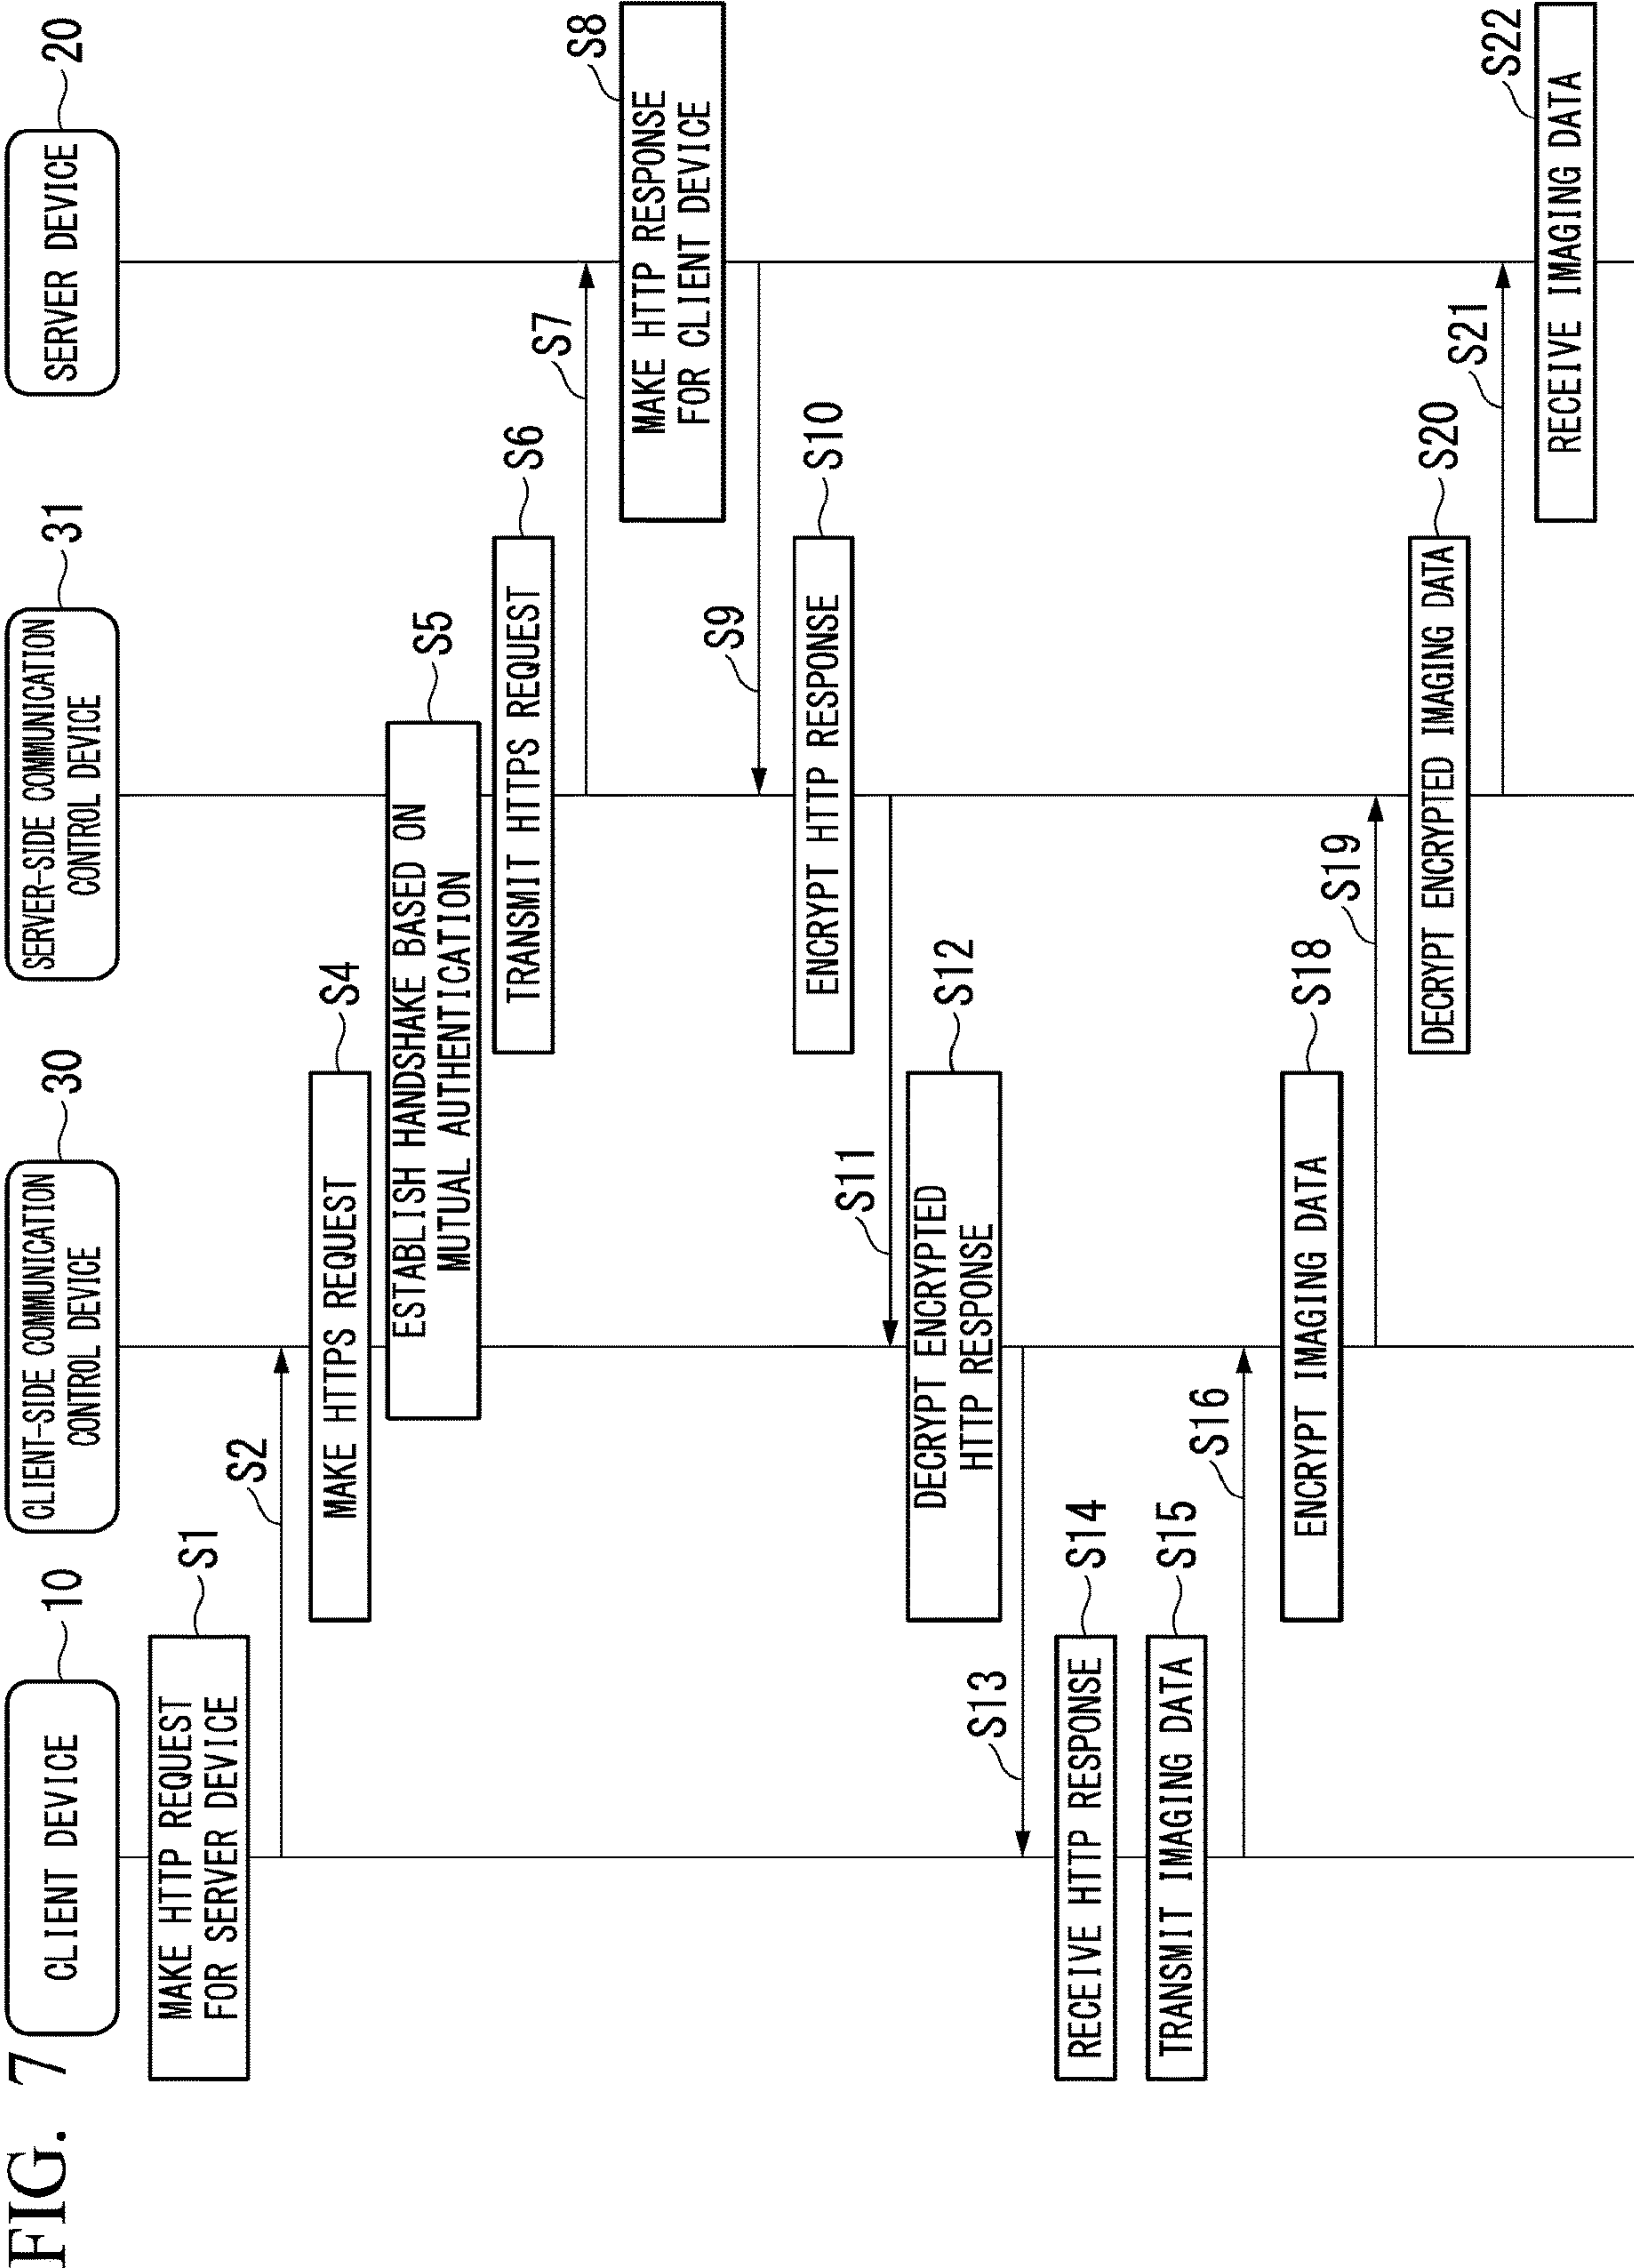 FIG. 7
CLIENT DEVICE
10
CLIENT-SIDE COMMUNICATION
CONTROL DEVICE
30
SERVER-SIDE COMMUNICATION
CONTROL DEVICE
31
SERVER DEVICE
20
MAKE HTTP REQUEST
FOR SERVER DEVICE
S1
S2
MAKE HTTPS REQUEST
S4
ESTABLISH HANDSHAKE BASED ON
MUTUAL AUTHENTICATION
S5
TRANSMIT HTTPS REQUEST
S6
S7
MAKE HTTP RESPONSE
FOR CLIENT DEVICE
S8
S9
ENCRYPT HTTP RESPONSE
S10
S11
DECRYPT ENCRYPTED
HTTP RESPONSE
S12
S13
RECEIVE HTTP RESPONSE
S14
TRANSMIT IMAGING DATA
S15
S16
ENCRYPT IMAGING DATA
S18
S19
DECRYPT ENCRYPTED IMAGING DATA
S20
S21
RECEIVE IMAGING DATA
S22